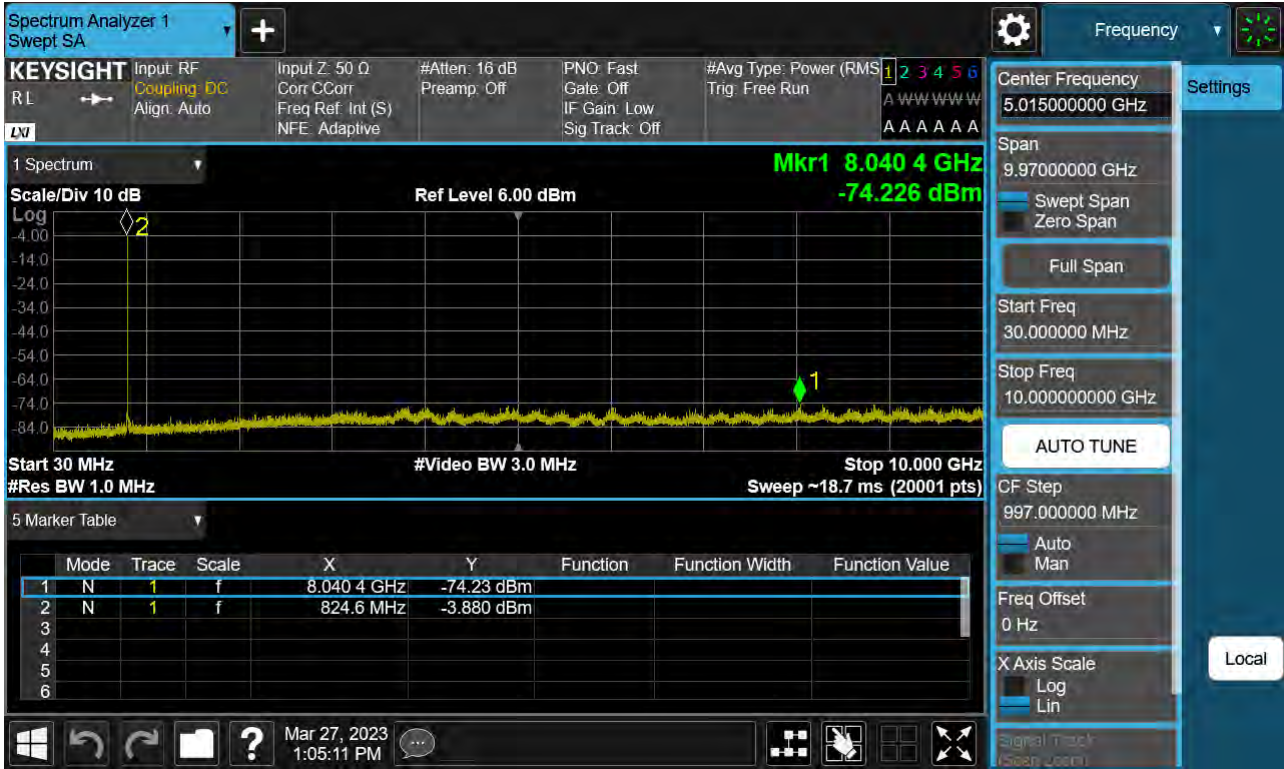 Spectrum Analyzer 1
Swept SA
+
Frequency
KEYSIGHT
RL
LXI
Input: RF
Coupling: DC
Align: Auto
Input Z: 50 Ω
Corr CCorr
Freq Ref: Int (S)
NFE: Adaptive
#Atten: 16 dB
Preamp: Off
PNO: Fast
Gate: Off
IF Gain: Low
Sig Track: Off
#Avg Type: Power (RMS
Trig: Free Run
1 2 3 4 5 6
A W W W W W
A A A A A A
1 Spectrum
Mkr1 8.040 4 GHz
Scale/Div 10 dB
Ref Level 6.00 dBm
-74.226 dBm
Log
-4.00
-14.0
-24.0
-34.0
-44.0
-54.0
-64.0
-74.0
-84.0
2
1
Start 30 MHz
#Video BW 3.0 MHz
Stop 10.000 GHz
#Res BW 1.0 MHz
Sweep ~18.7 ms (20001 pts)
5 Marker Table
Mode Trace Scale X Y Function Function Width Function Value
1 N 1 f 8.040 4 GHz -74.23 dBm
2 N 1 f 824.6 MHz -3.880 dBm
3
4
5
6
Center Frequency
5.015000000 GHz
Span
9.97000000 GHz
Swept Span
Zero Span
Full Span
Start Freq
30.000000 MHz
Stop Freq
10.000000000 GHz
AUTO TUNE
CF Step
997.000000 MHz
Auto
Man
Freq Offset
0 Hz
X Axis Scale
Log
Lin
Signal Track
(Span Zoom)
Settings
Local
?
Mar 27, 2023
1:05:11 PM